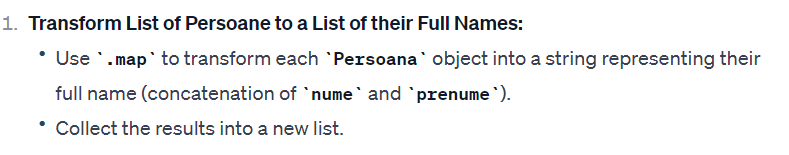 1. Transform List of Persoane to a List of their Full Names:
• Use `.map` to transform each `Persoana` object into a string representing their
full name (concatenation of `nume` and `prenume`).
• Collect the results into a new list.